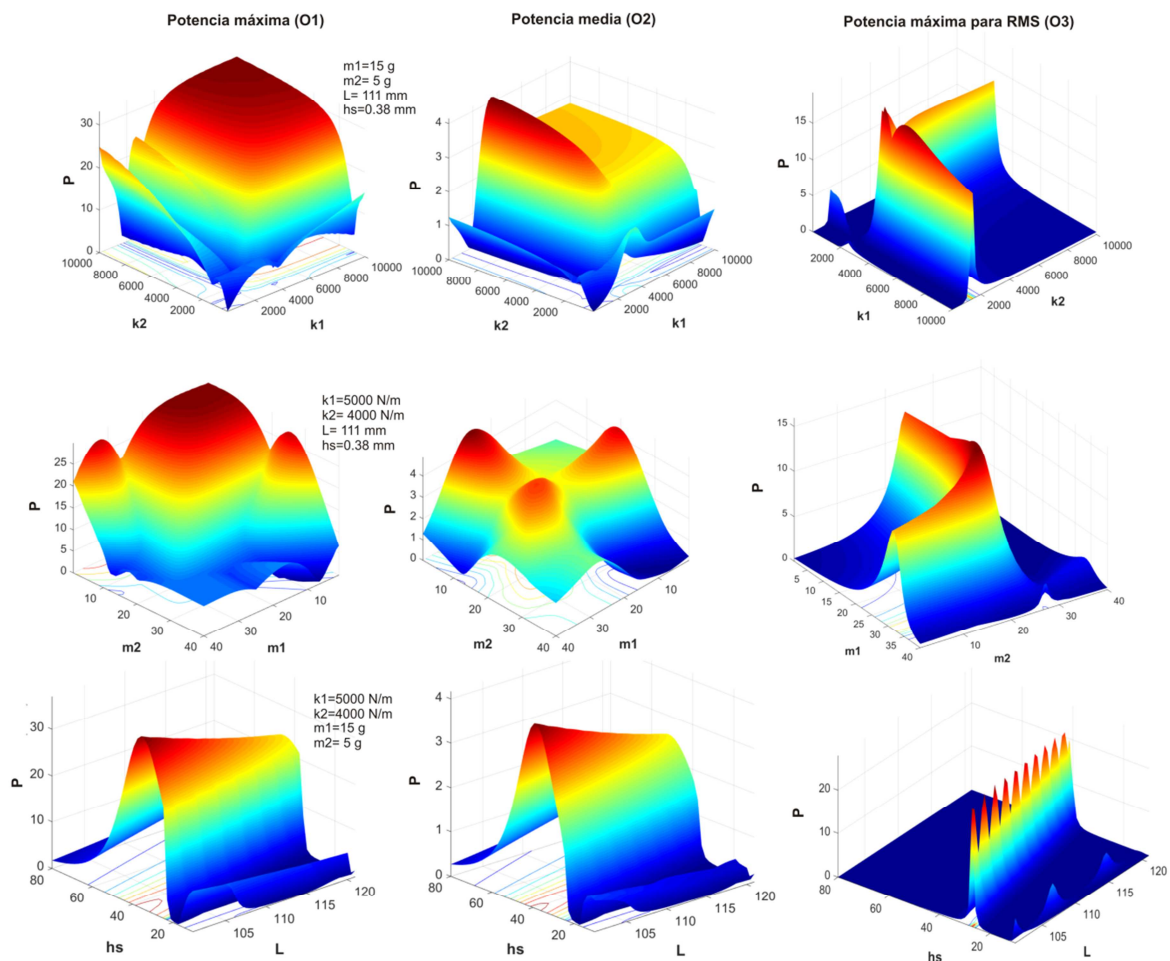 Potencia máxima (O1)
Potencia media (O2)
Potencia máxima para RMS (O3)
m1=15 g
m2= 5 g
L= 111 mm
hs=0.38 mm
P
30
20
10
0
10000
8000
6000
4000
2000
k2
2000
4000
6000
8000
10000
k1
P
4
3
2
1
0
10000
8000
6000
4000
2000
k2
2000
4000
6000
8000
10000
k1
P
15
10
5
0
2000
4000
6000
8000
10000
k1
2000
4000
6000
8000
10000
k2
k1=5000 N/m
k2= 4000 N/m
L= 111 mm
hs=0.38 mm
P
25
20
15
10
5
0
10
20
30
40
m2
40
30
20
10
m1
P
4
3
2
1
0
10
20
30
40
m2
40
30
20
10
m1
P
15
10
5
0
5
10
15
20
25
30
35
40
m1
10
20
30
40
m2
k1=5000 N/m
k2=4000 N/m
m1=15 g
m2= 5 g
P
30
20
10
0
80
60
40
20
hs
105
110
115
120
L
P
4
3
2
1
0
80
60
40
20
hs
105
110
115
120
L
P
20
10
0
80
60
40
20
hs
105
110
115
120
L